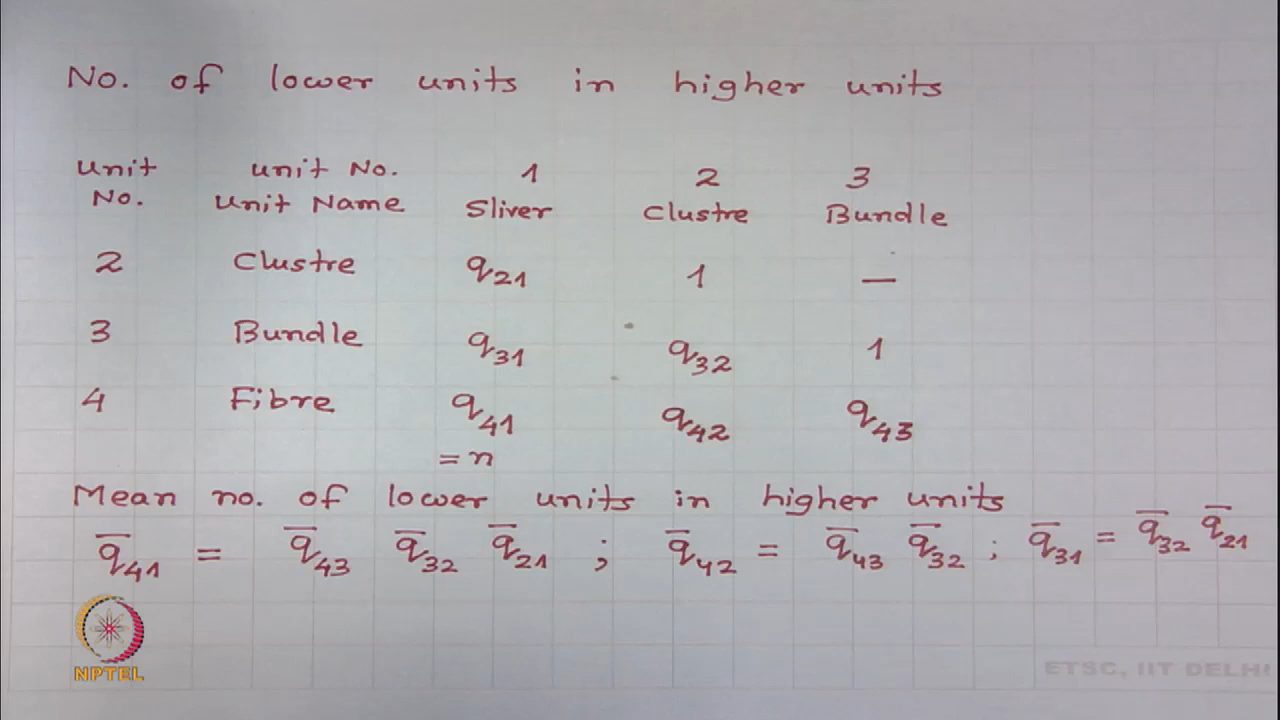 No. of lower units in higher units
unit unit No. 1 2 3
No. unit Name Sliver Clustre Bundle
2 Clustre q₂₁ 1 —
3 Bundle q₃₁ q₃₂ 1
4 Fibre q₄₁ q₄₂ q₄₃
= n
Mean no. of lower units in higher units
q̅₄₁ = q̅₄₃ q̅₃₂ q̅₂₁ ; q̅₄₂ = q̅₄₃ q̅₃₂ ; q̅₃₁ = q̅₃₂ q̅₂₁
NPTEL
ETSC, IIT DELHI